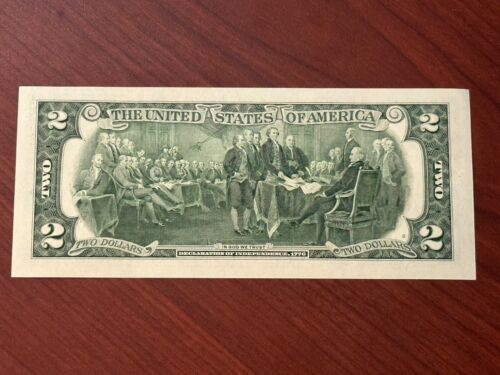 2 THE UNITED STATES OF AMERICA 2
TWO TWO
2 2
TWO DOLLARS IN GOD WE TRUST TWO DOLLARS
DECLARATION OF INDEPENDENCE, 1776